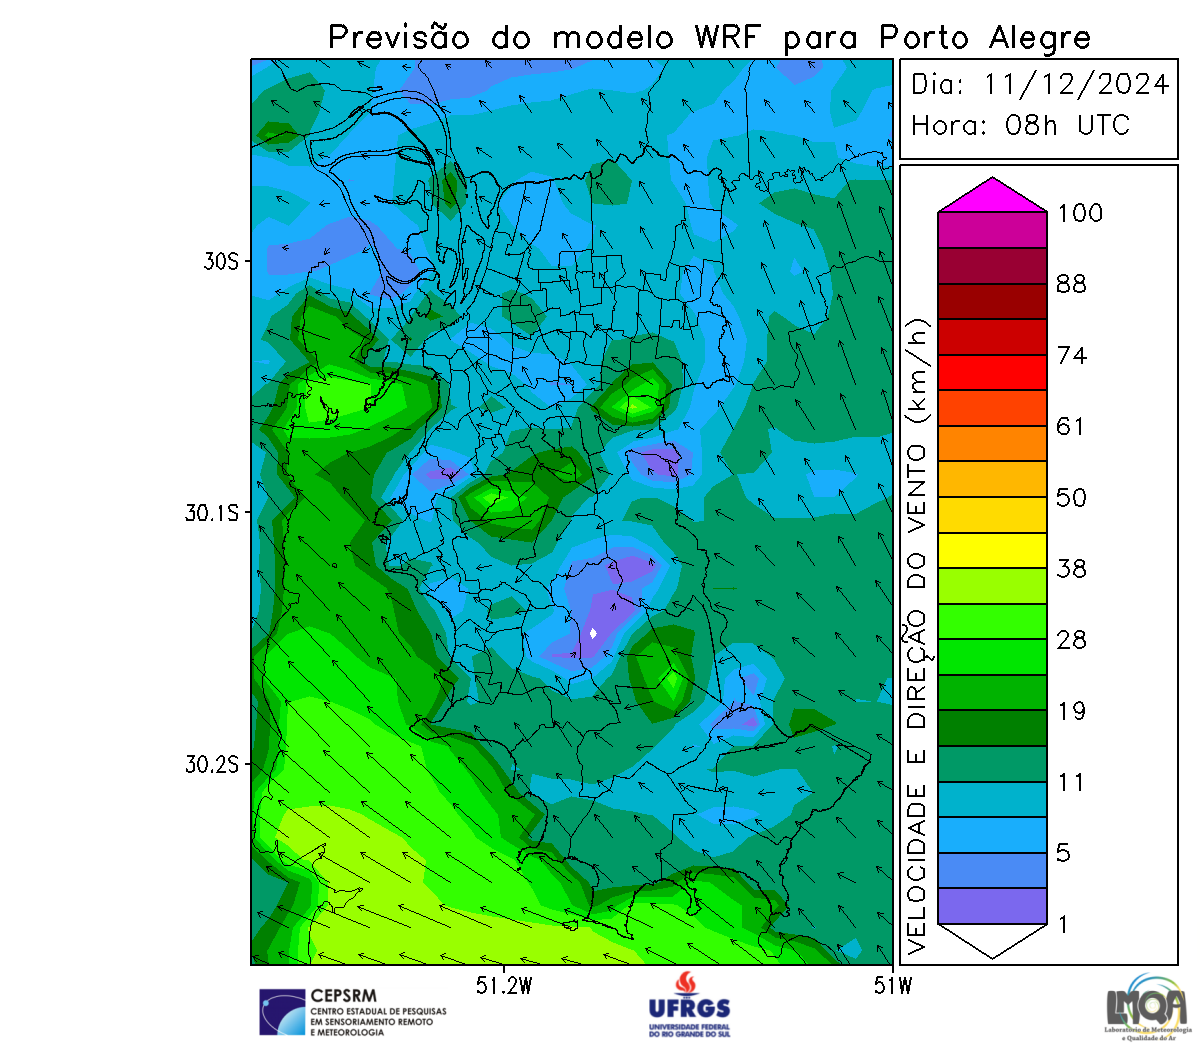 Previsão do modelo WRF para Porto Alegre
Dia: 11/12/2024
Hora: 08h UTC
30S
30.1S
30.2S
51.2W
51W
VELOCIDADE E DIREÇÃO DO VENTO (km/h)
100
88
74
61
50
38
28
19
11
5
1
CEPSRM
CENTRO ESTADUAL DE PESQUISAS
EM SENSORIAMENTO REMOTO
E METEOROLOGIA
UFRGS
UNIVERSIDADE FEDERAL
DO RIO GRANDE DO SUL
LMQA
Laboratório de Meteorologia
e Qualidade do Ar